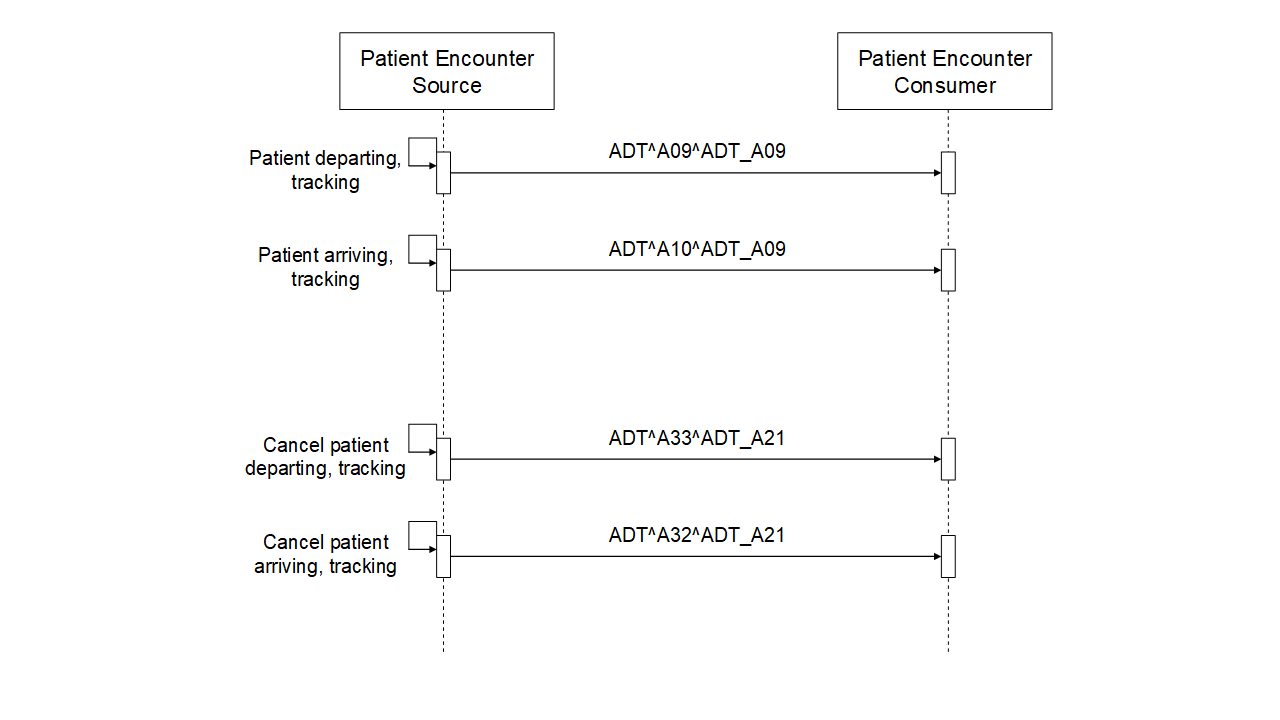 Patient Encounter
Source
Patient Encounter
Consumer
Patient departing,
tracking
ADT^A09^ADT_A09
Patient arriving,
tracking
ADT^A10^ADT_A09
Cancel patient
departing, tracking
ADT^A33^ADT_A21
Cancel patient
arriving, tracking
ADT^A32^ADT_A21